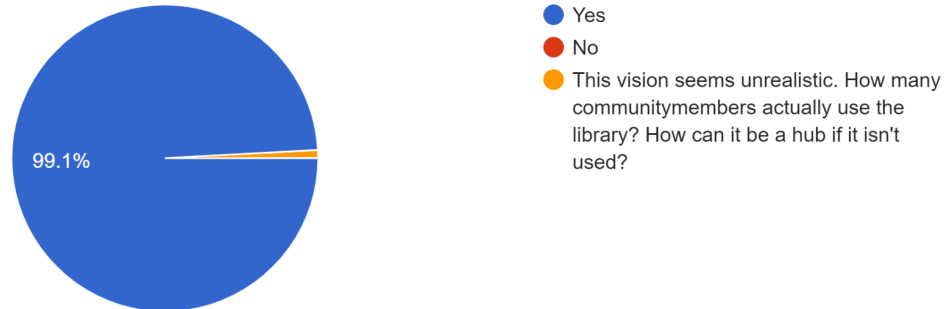 99.1%
Yes
No
This vision seems unrealistic. How many
communitymembers actually use the
library? How can it be a hub if it isn't
used?